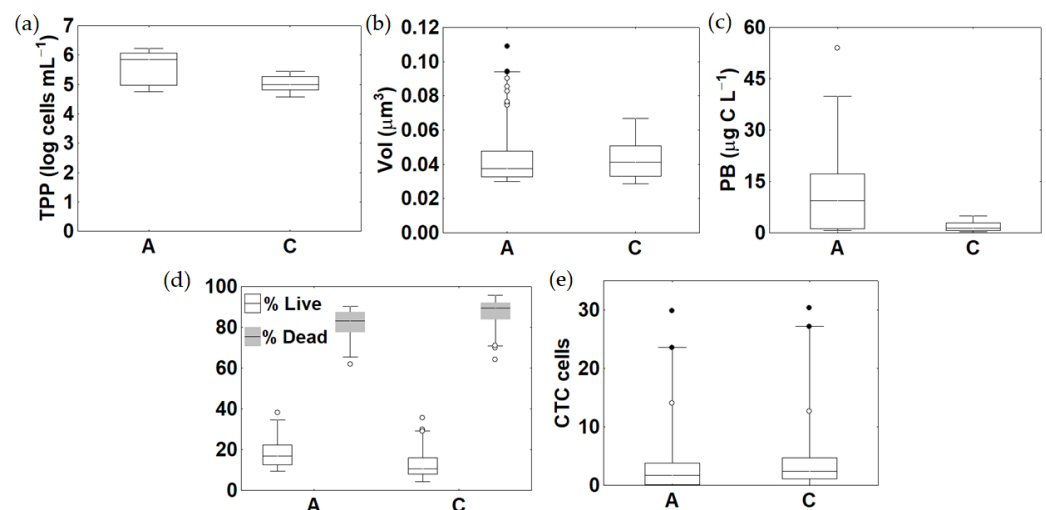 (a)
TPP (log cells mL⁻¹)
7
6
5
4
3
2
1
0
A
C
(b)
Vol (μm³)
0.12
0.10
0.08
0.06
0.04
0.02
0.00
A
C
(c)
PB (μg C L⁻¹)
60
45
30
15
0
A
C
(d)
100
80
60
40
20
0
% Live
% Dead
A
C
(e)
CTC cells
30
20
10
0
A
C